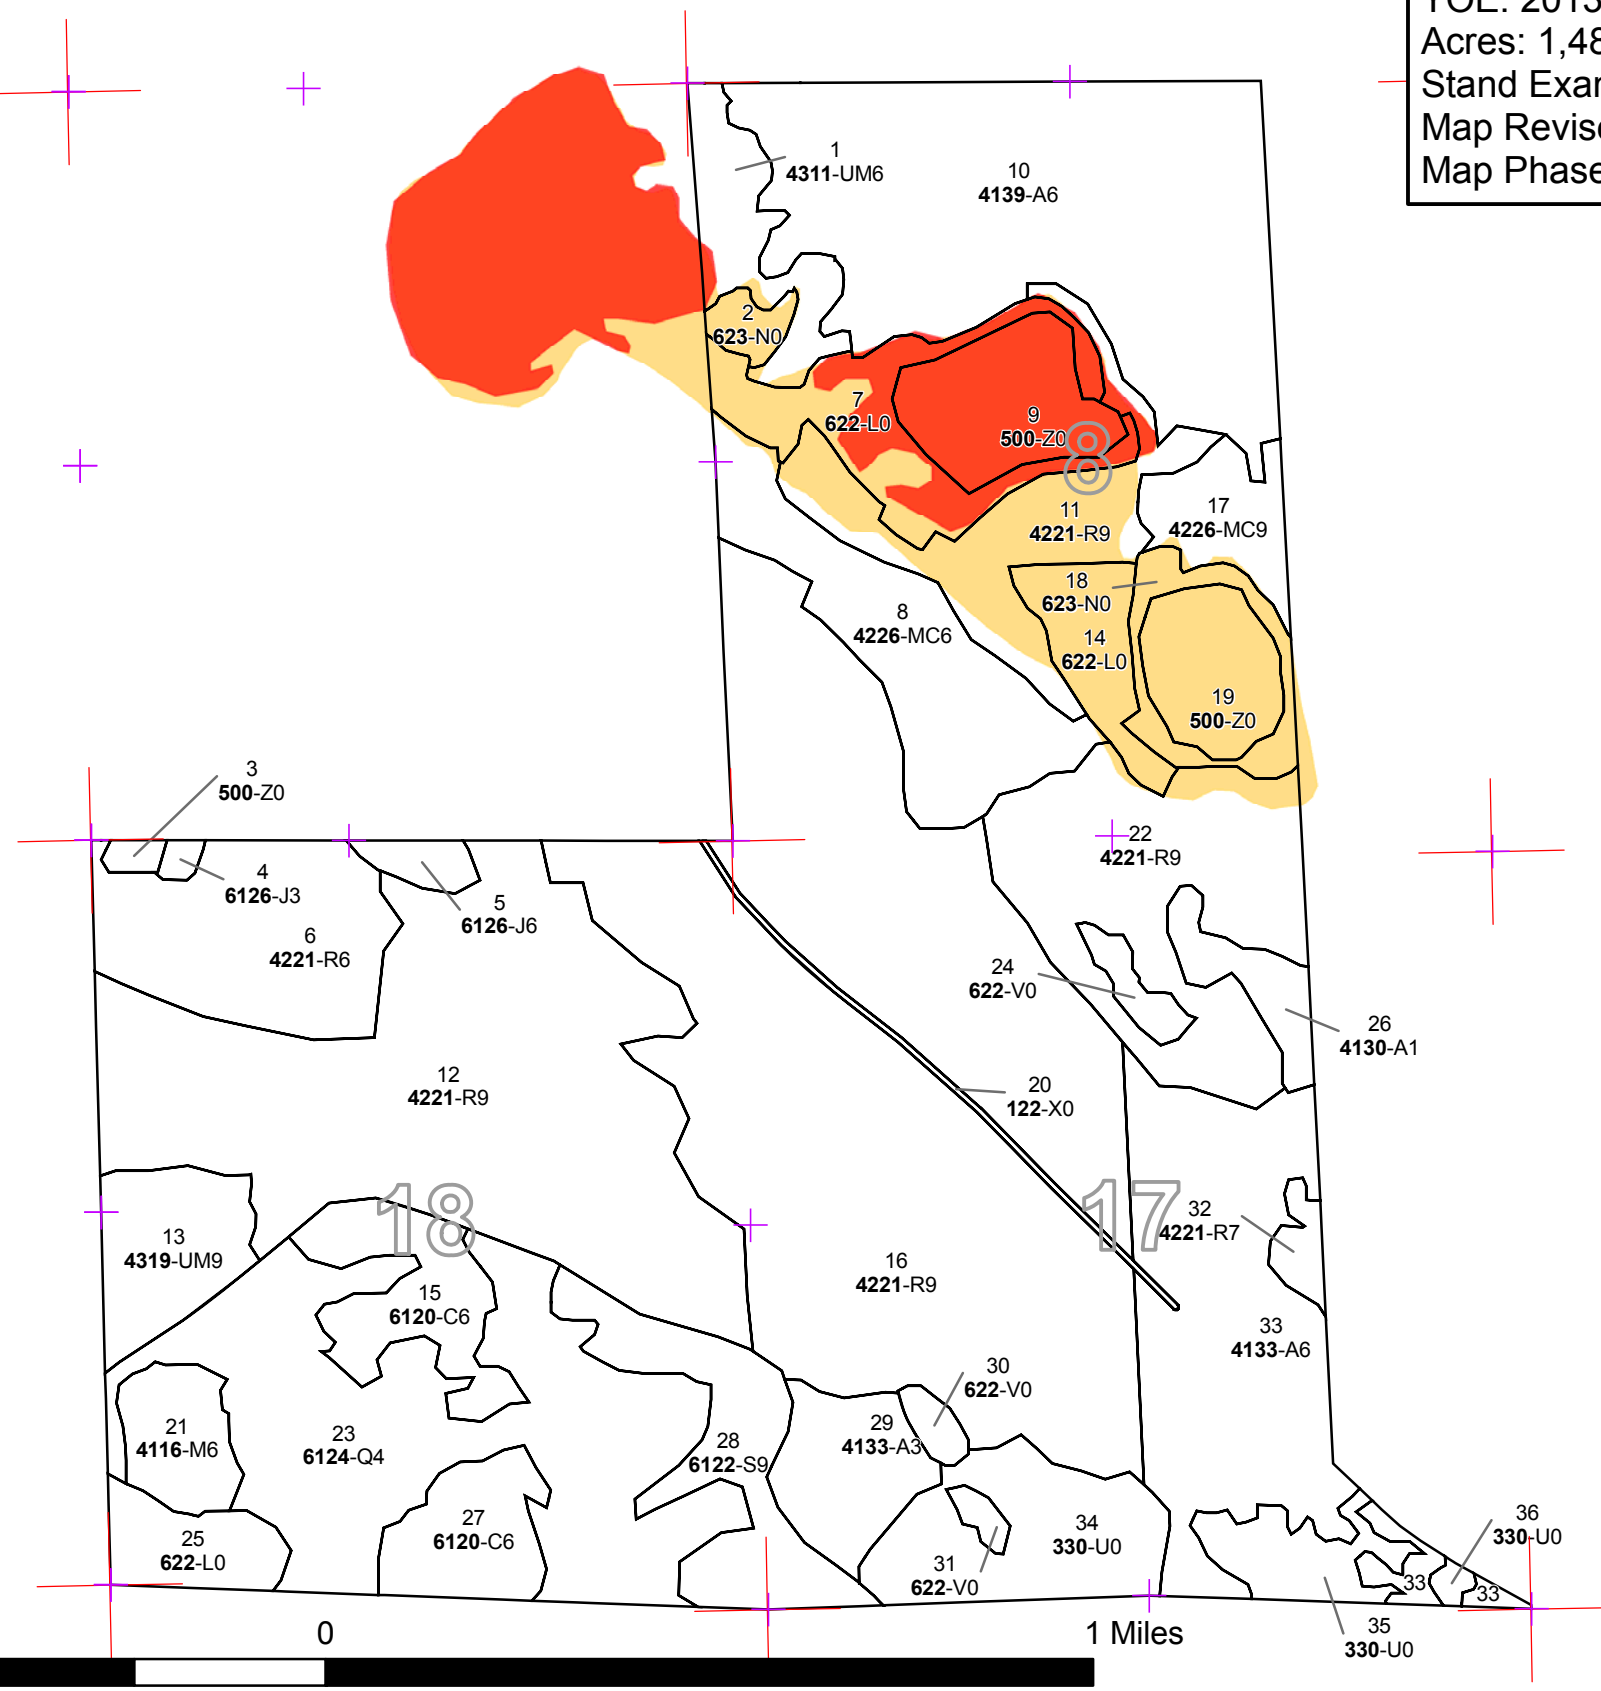 YOE: 2013
Acres: 1,48
Stand Exar
Map Revise
Map Phase
1
4311-UM6
10
4139-A6
2
623-N0
7
622-L0
9
500-Z0
8
11
4221-R9
17
4226-MC9
18
623-N0
8
4226-MC6
14
622-L0
19
500-Z0
3
500-Z0
4
6126-J3
5
6126-J6
6
4221-R6
22
4221-R9
24
622-V0
26
4130-A1
12
4221-R9
20
122-X0
18
17
13
4319-UM9
32
4221-R7
16
4221-R9
15
6120-C6
33
4133-A6
30
622-V0
21
4116-M6
23
6124-Q4
28
6122-S9
29
4133-A3
25
622-L0
27
6120-C6
31
622-V0
34
330-U0
36
330-U0
33
33
35
330-U0
0
1 Miles